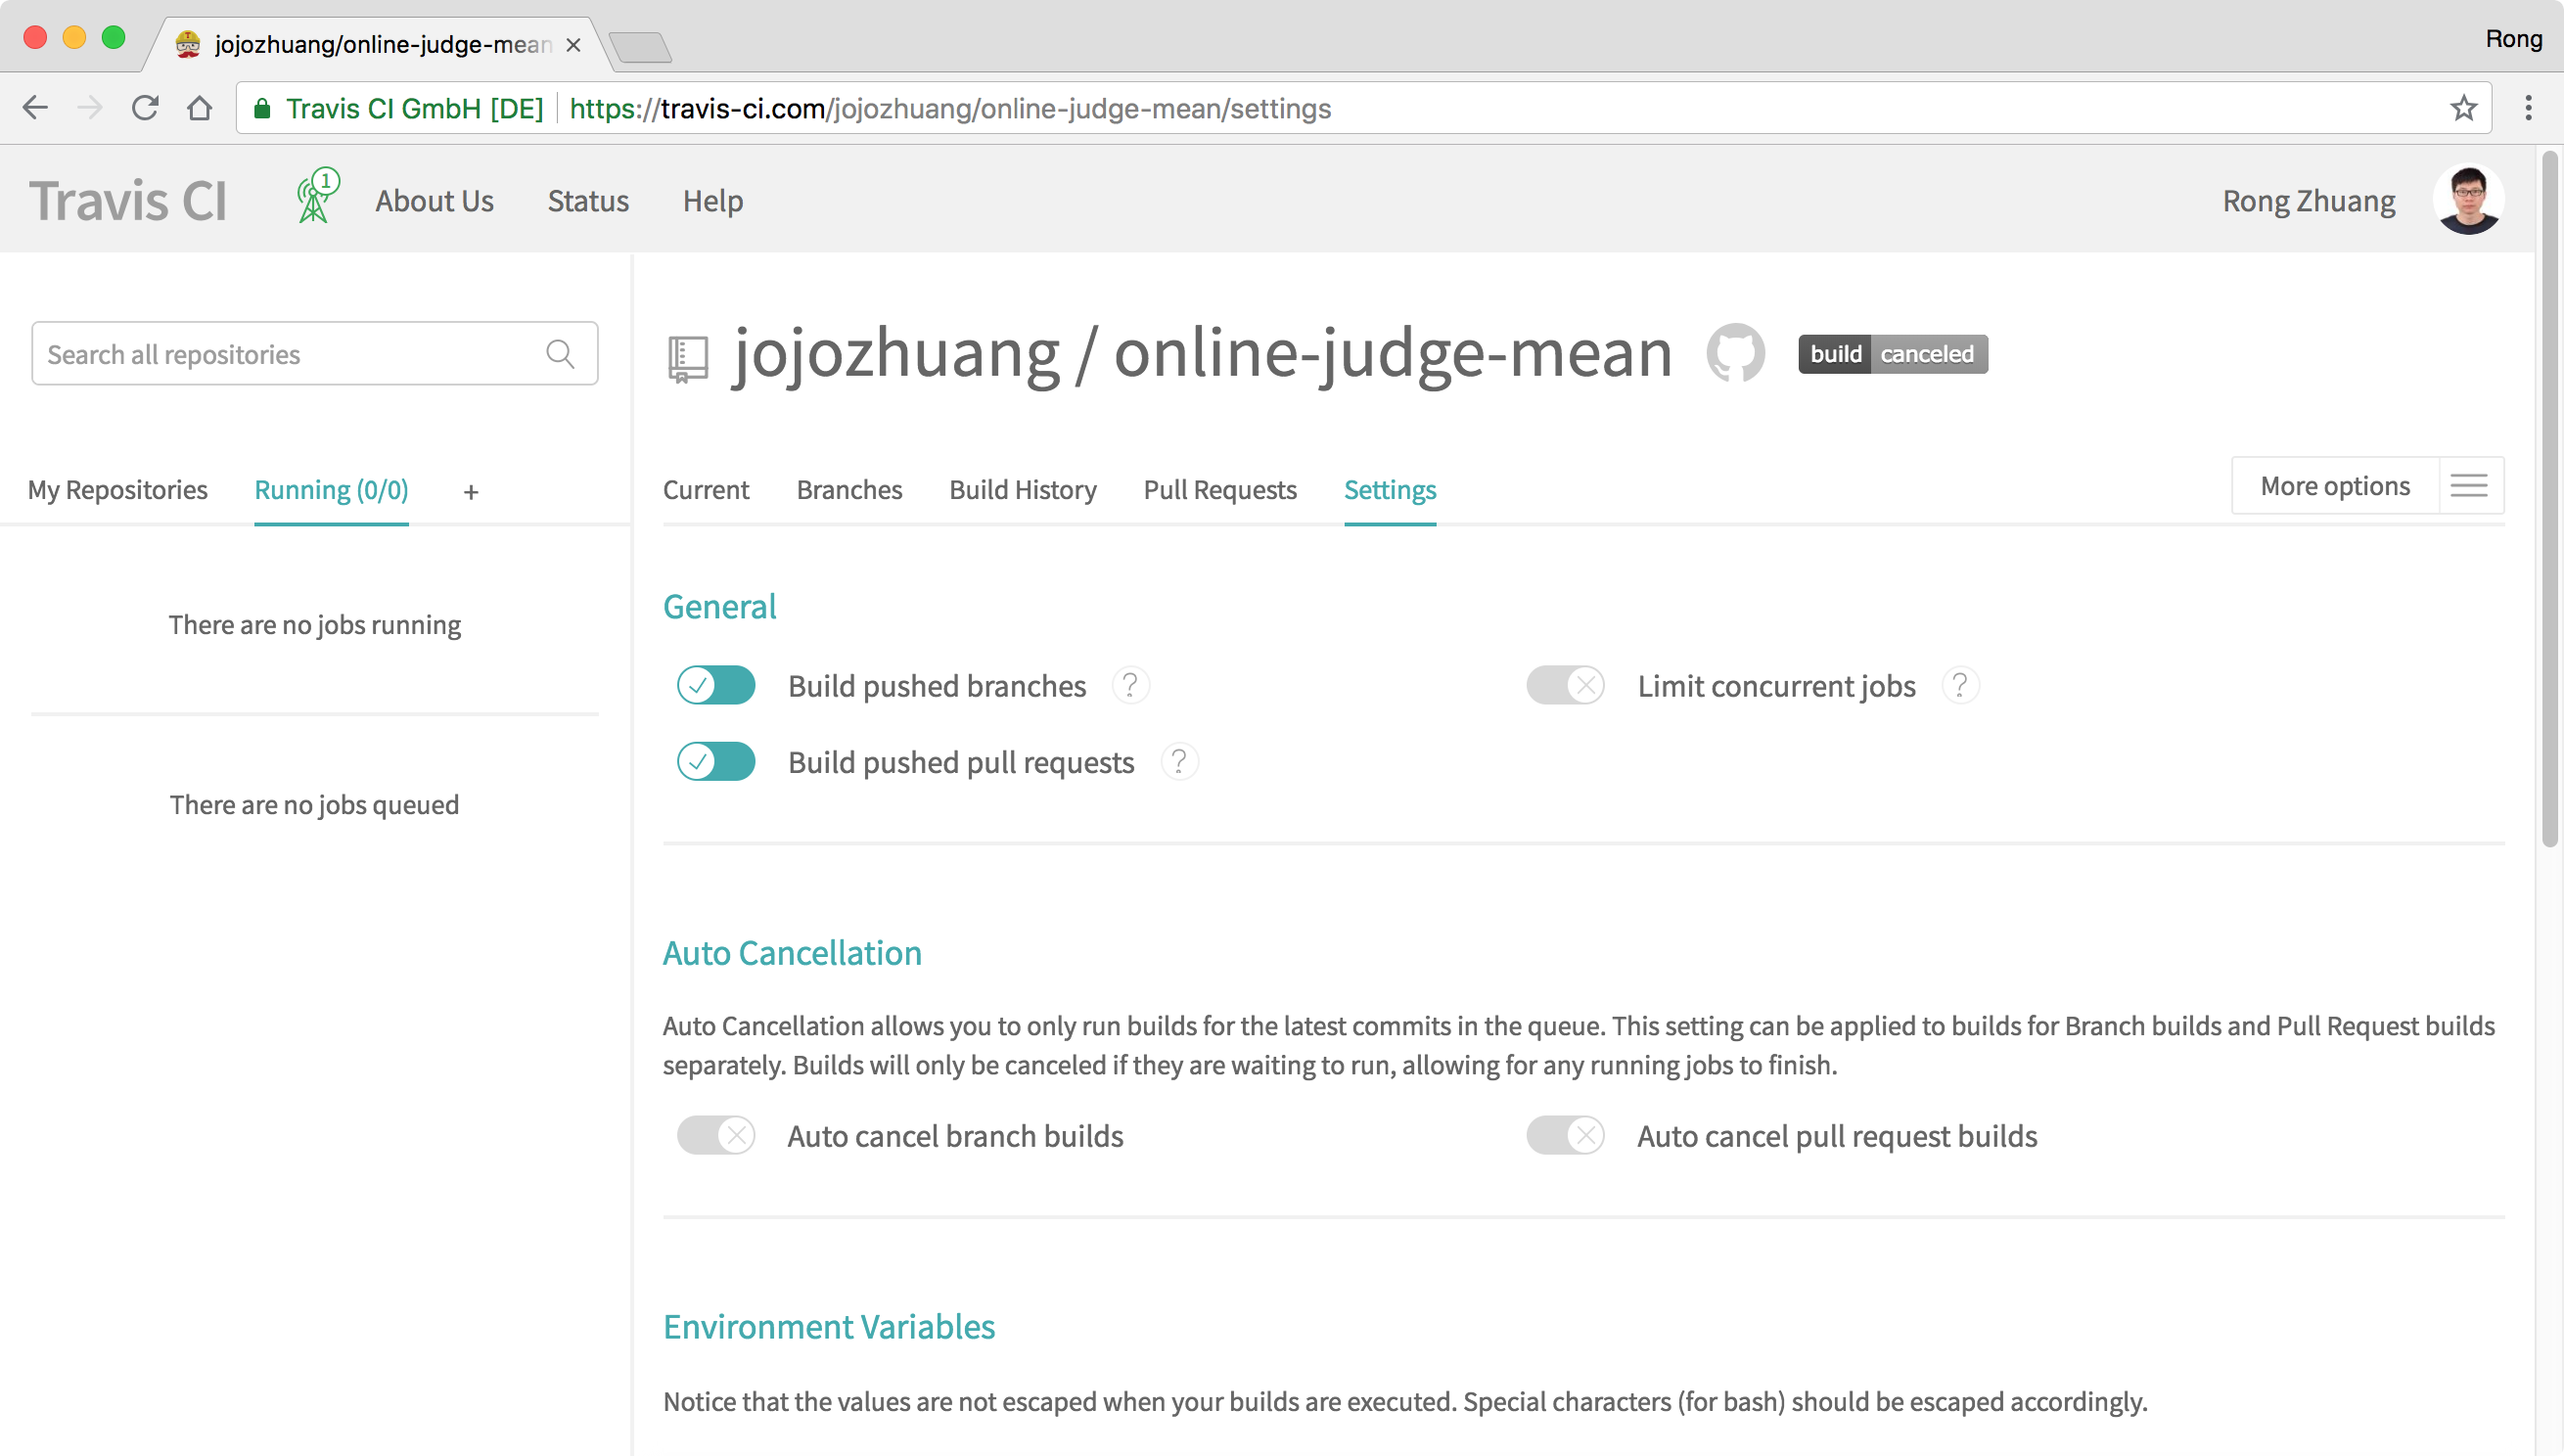 jojozhuang/online-judge-mean
Rong
Travis CI GmbH [DE] https://travis-ci.com/jojozhuang/online-judge-mean/settings
Travis CI 1 About Us Status Help Rong Zhuang
Search all repositories
jojozhuang / online-judge-mean build canceled
My Repositories Running (0/0) +
Current Branches Build History Pull Requests Settings More options
There are no jobs running
There are no jobs queued
General
Build pushed branches ? Limit concurrent jobs ?
Build pushed pull requests ?
Auto Cancellation
Auto Cancellation allows you to only run builds for the latest commits in the queue. This setting can be applied to builds for Branch builds and Pull Request builds
separately. Builds will only be canceled if they are waiting to run, allowing for any running jobs to finish.
Auto cancel branch builds Auto cancel pull request builds
Environment Variables
Notice that the values are not escaped when your builds are executed. Special characters (for bash) should be escaped accordingly.